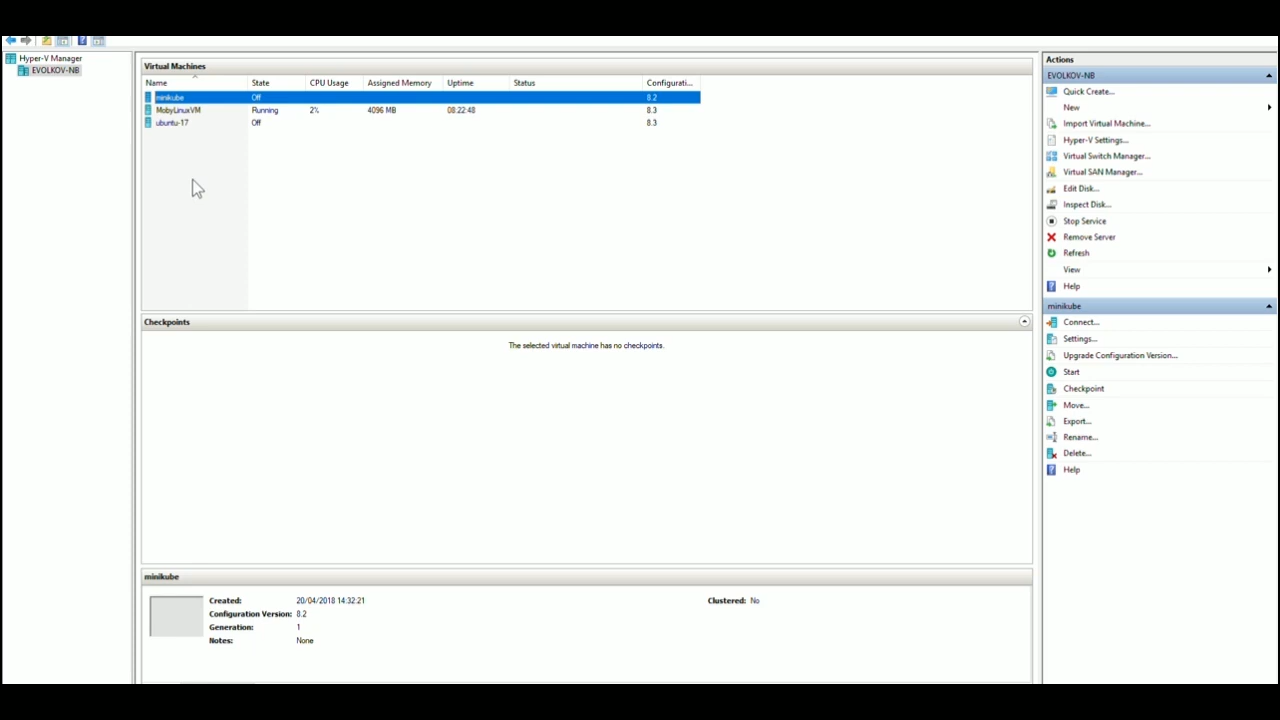 Hyper-V Manager
EVOLKOV-NB
Virtual Machines
Name State CPU Usage Assigned Memory Uptime Status Configurati...
minikube Off 8.2
MobyLinuxVM Running 2% 4096 MB 08:22:48 8.3
ubuntu-17 Off 8.3
Checkpoints
The selected virtual machine has no checkpoints.
minikube
Created: 20/04/2018 14:32:21 Clustered: No
Configuration Version: 8.2
Generation: 1
Notes: None
Actions
EVOLKOV-NB
Quick Create...
New
Import Virtual Machine...
Hyper-V Settings...
Virtual Switch Manager...
Virtual SAN Manager...
Edit Disk...
Inspect Disk...
Stop Service
Remove Server
Refresh
View
Help
minikube
Connect...
Settings...
Upgrade Configuration Version...
Start
Checkpoint
Move...
Export...
Rename...
Delete...
Help